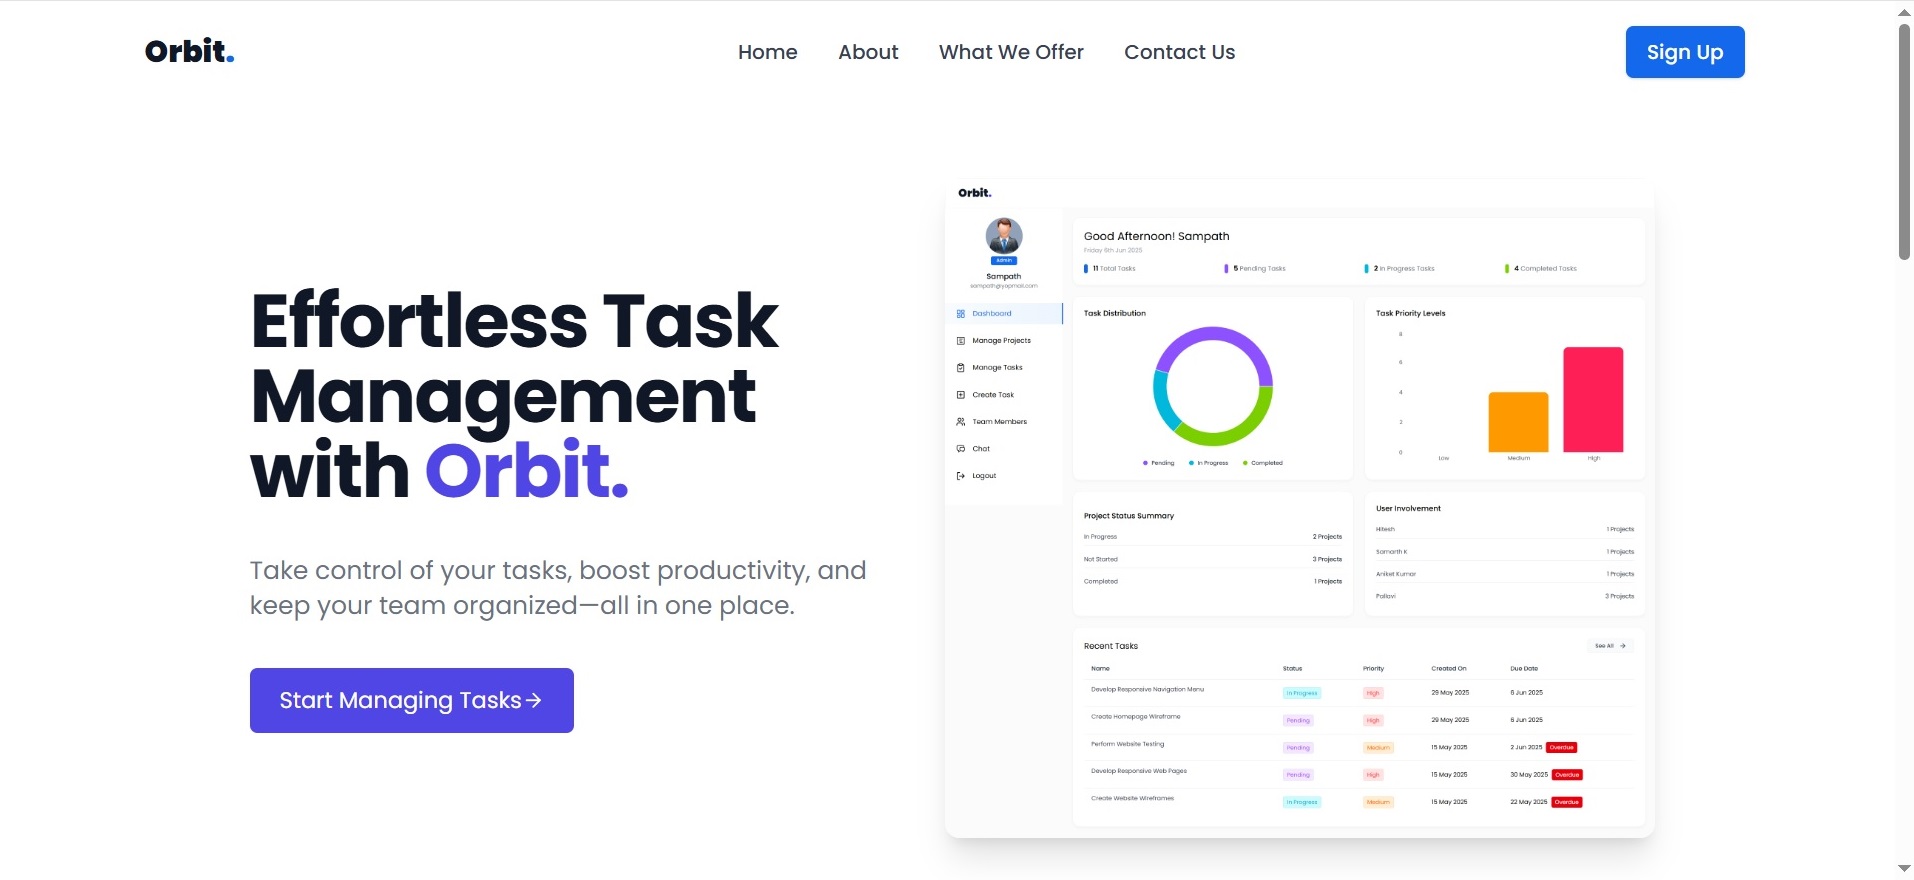 Orbit.
Home About What We Offer Contact Us
Sign Up
Effortless Task
Management
with Orbit.
Take control of your tasks, boost productivity, and
keep your team organized—all in one place.
Start Managing Tasks→
Orbit.
Admin
Sampath
sampath@yopmail.com
Dashboard
Manage Projects
Manage Tasks
Create Task
Team Members
Chat
Logout
Good Afternoon! Sampath
Friday 6th Jun 2025
11 Total Tasks 5 Pending Tasks 2 In Progress Tasks 4 Completed Tasks
Task Distribution
Pending In Progress Completed
Task Priority Levels
8
6
4
2
0
Low Medium High
Project Status Summary
In Progress 2 Projects
Not Started 3 Projects
Completed 1 Projects
User Involvement
Hitesh 1 Projects
Samarth K 1 Projects
Aniket Kumar 1 Projects
Pallavi 3 Projects
Recent Tasks
See All →
Name Status Priority Created On Due Date
Develop Responsive Navigation Menu In Progress High 29 May 2025 6 Jun 2025
Create Homepage Wireframe Pending High 29 May 2025 6 Jun 2025
Perform Website Testing Pending Medium 15 May 2025 2 Jun 2025 Overdue
Develop Responsive Web Pages Pending High 15 May 2025 30 May 2025 Overdue
Create Website Wireframes In Progress Medium 15 May 2025 22 May 2025 Overdue